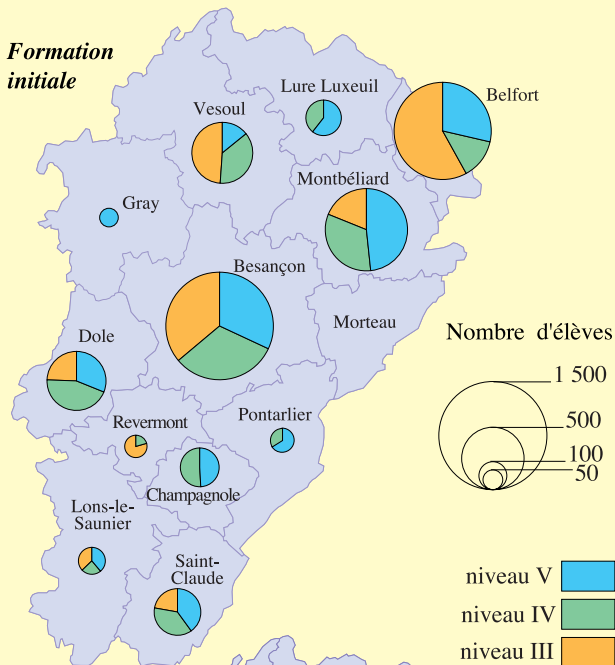 Formation
initiale
Lure Luxeuil
Vesoul
Belfort
Montbéliard
Gray
Besançon
Morteau
Dole
Nombre d'élèves
1 500
500
100
50
Revermont
Pontarlier
Champagnole
Lons-le-
Saunier
Saint-
Claude
niveau V
niveau IV
niveau III